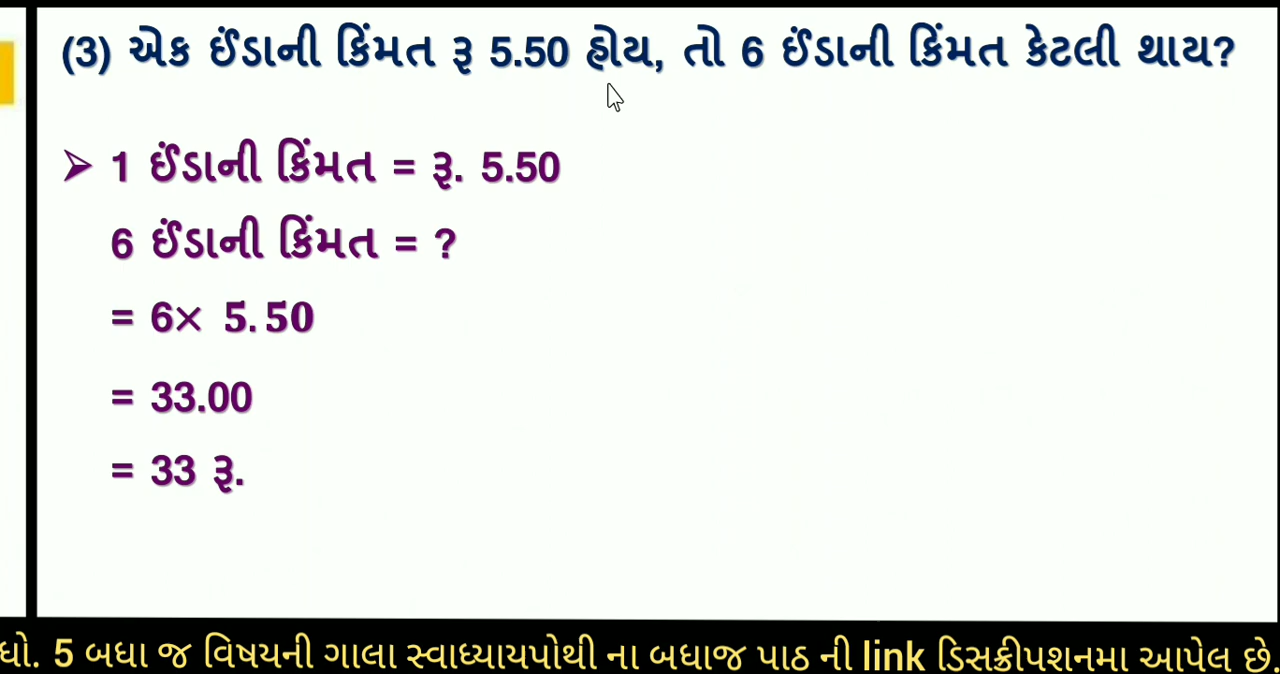 (3) એક ઈંડાની કિંમત રૂ 5.50 હોય, તો 6 ઈંડાની કિંમત કેટલી થાય?
➢ 1 ઈંડાની કિંમત = રૂ. 5.50
6 ઈંડાની કિંમત = ?
= 6× 5.50
= 33.00
= 33 રૂ.
ધો. 5 બધા જ વિષયની ગાલા સ્વાધ્યાયપોથી ના બધાજ પાઠ ની link ડિસક્રીપશનમા આપેલ છે.